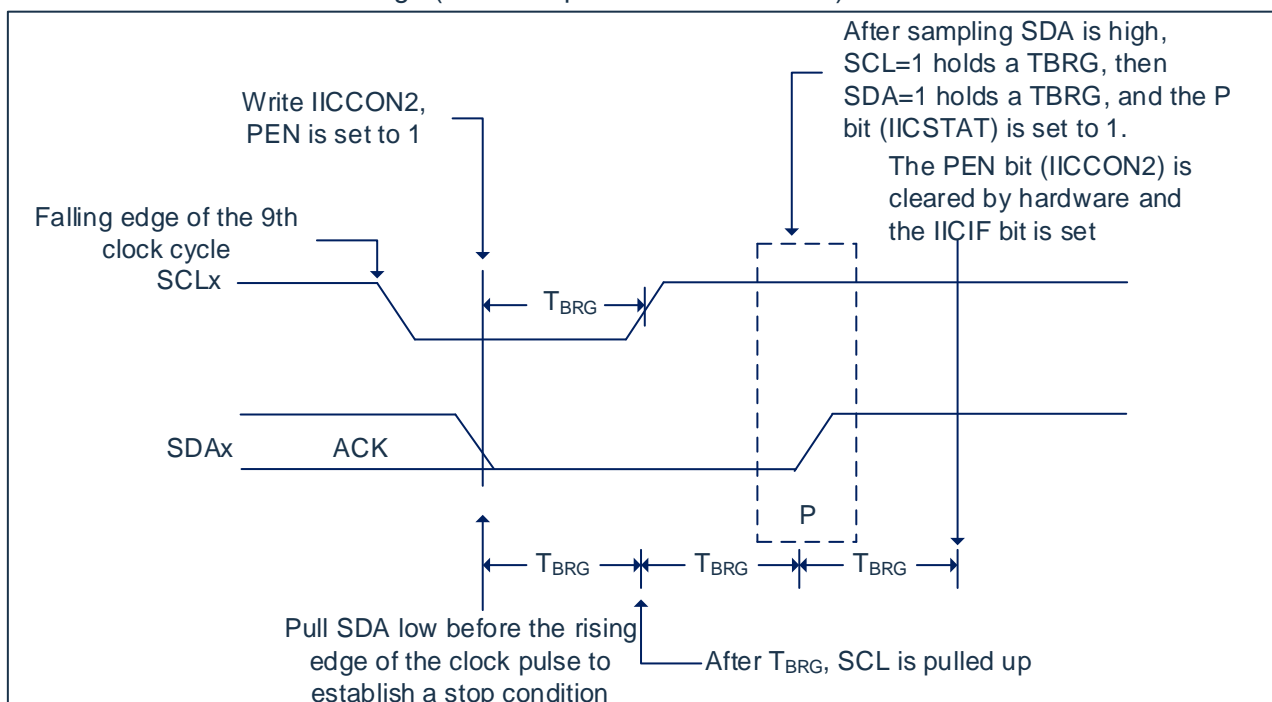 After sampling SDA is high,
SCL=1 holds a TBRG, then
SDA=1 holds a TBRG, and the P
bit (IICSTAT) is set to 1.
Write IICCON2,
PEN is set to 1
The PEN bit (IICCON2) is
cleared by hardware and
the IICIF bit is set
Falling edge of the 9th
clock cycle
SCLx
TBRG
SDAx
ACK
P
TBRG
TBRG
TBRG
Pull SDA low before the rising
edge of the clock pulse to
establish a stop condition
After TBRG, SCL is pulled up